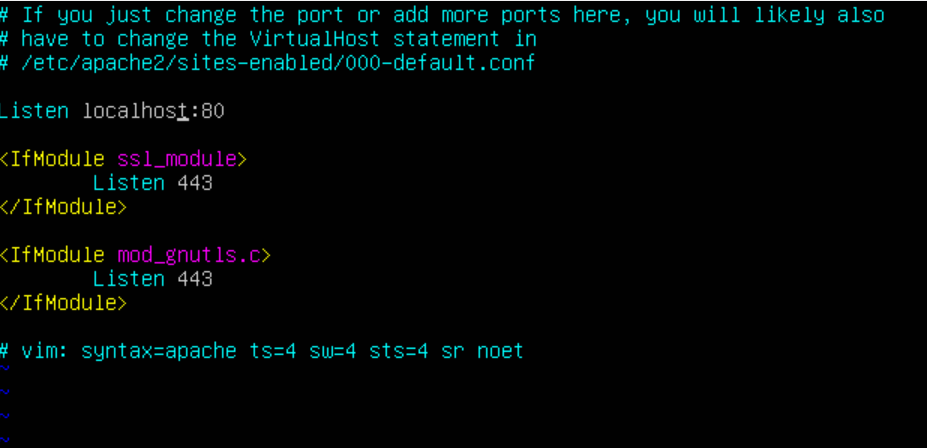 # If you just change the port or add more ports here, you will likely also
# have to change the VirtualHost statement in
# /etc/apache2/sites-enabled/000-default.conf
Listen localhost:80
<IfModule ssl_module>
Listen 443
</IfModule>
<IfModule mod_gnutls.c>
Listen 443
</IfModule>
# vim: syntax=apache ts=4 sw=4 sts=4 sr noet
~
~
~
~